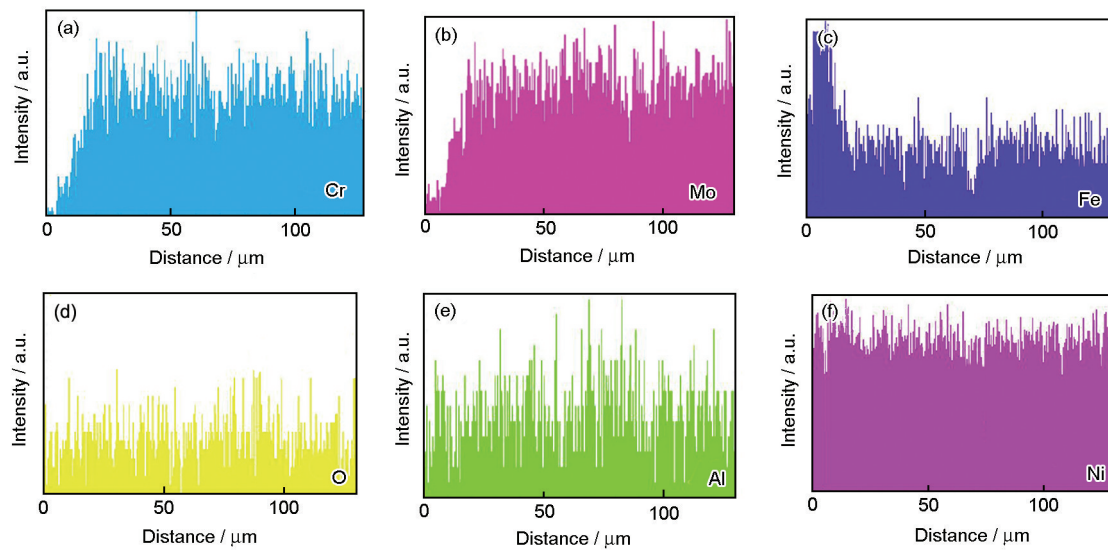 (a)
Intensity / a.u.
Cr
0 50 100
Distance / μm
(b)
Intensity / a.u.
Mo
0 50 100
Distance / μm
(c)
Intensity / a.u.
Fe
0 50 100
Distance / μm
(d)
Intensity / a.u.
O
0 50 100
Distance / μm
(e)
Intensity / a.u.
Al
0 50 100
Distance / μm
(f)
Intensity / a.u.
Ni
0 50 100
Distance / μm